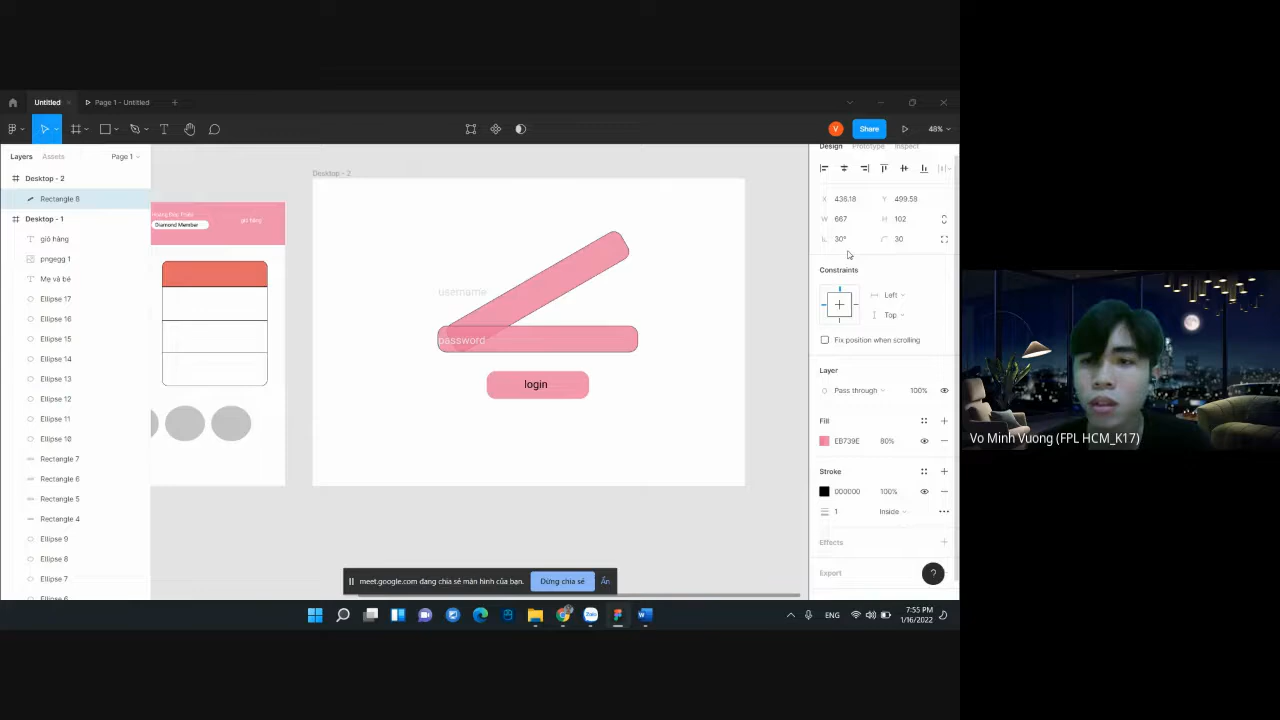 Untitled
Page 1 - Untitled
V
Share
48%
Layers
Assets
Page 1
Desktop - 2
Rectangle 8
Desktop - 1
giỏ hàng
pngegg 1
Mẹ và bé
Ellipse 17
Ellipse 16
Ellipse 15
Ellipse 14
Ellipse 13
Ellipse 12
Ellipse 11
Ellipse 10
Rectangle 7
Rectangle 6
Rectangle 5
Rectangle 4
Ellipse 9
Ellipse 8
Ellipse 7
Diamond Member
giỏ hàng
Desktop - 2
username
password
login
Design
Prototype
Inspect
X 436.18
Y 499.58
W 667
H 102
30°
30
Constraints
Left
Top
Fix position when scrolling
Layer
Pass through
100%
Fill
EB739E
80%
Stroke
000000
100%
1
Inside
Effects
Export
?
meet.google.com đang chia sẻ màn hình của bạn.
Dừng chia sẻ
Ẩn
Zalo
ENG
7:55 PM
1/16/2022
Vo Minh Vuong (FPL HCM_K17)